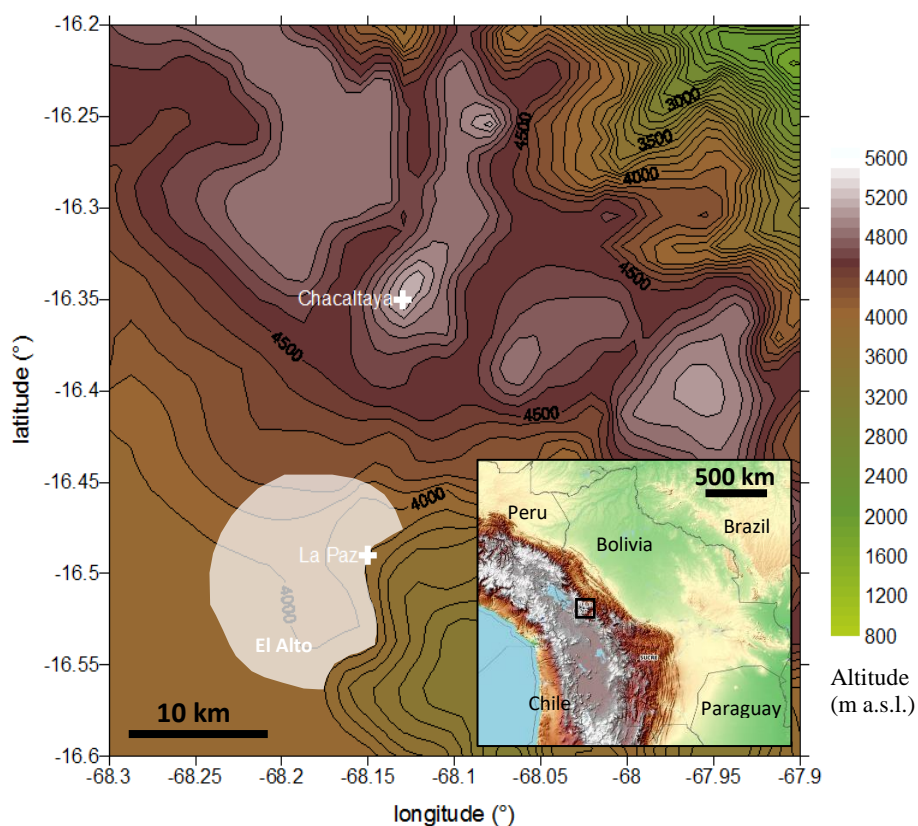 -16.2
-16.25
-16.3
-16.35
-16.4
-16.45
-16.5
-16.55
-16.6
latitude (°)
-68.3
-68.25
-68.2
-68.15
-68.1
-68.05
-68
-67.95
-67.9
longitude (°)
3000
3500
4000
4500
4500
4500
4500
4000
4000
Chacaltaya
La Paz
El Alto
10 km
500 km
Peru
Bolivia
Brazil
SUCRE
Chile
Paraguay
5600
5200
4800
4400
4000
3600
3200
2800
2400
2000
1600
1200
800
Altitude
(m a.s.l.)